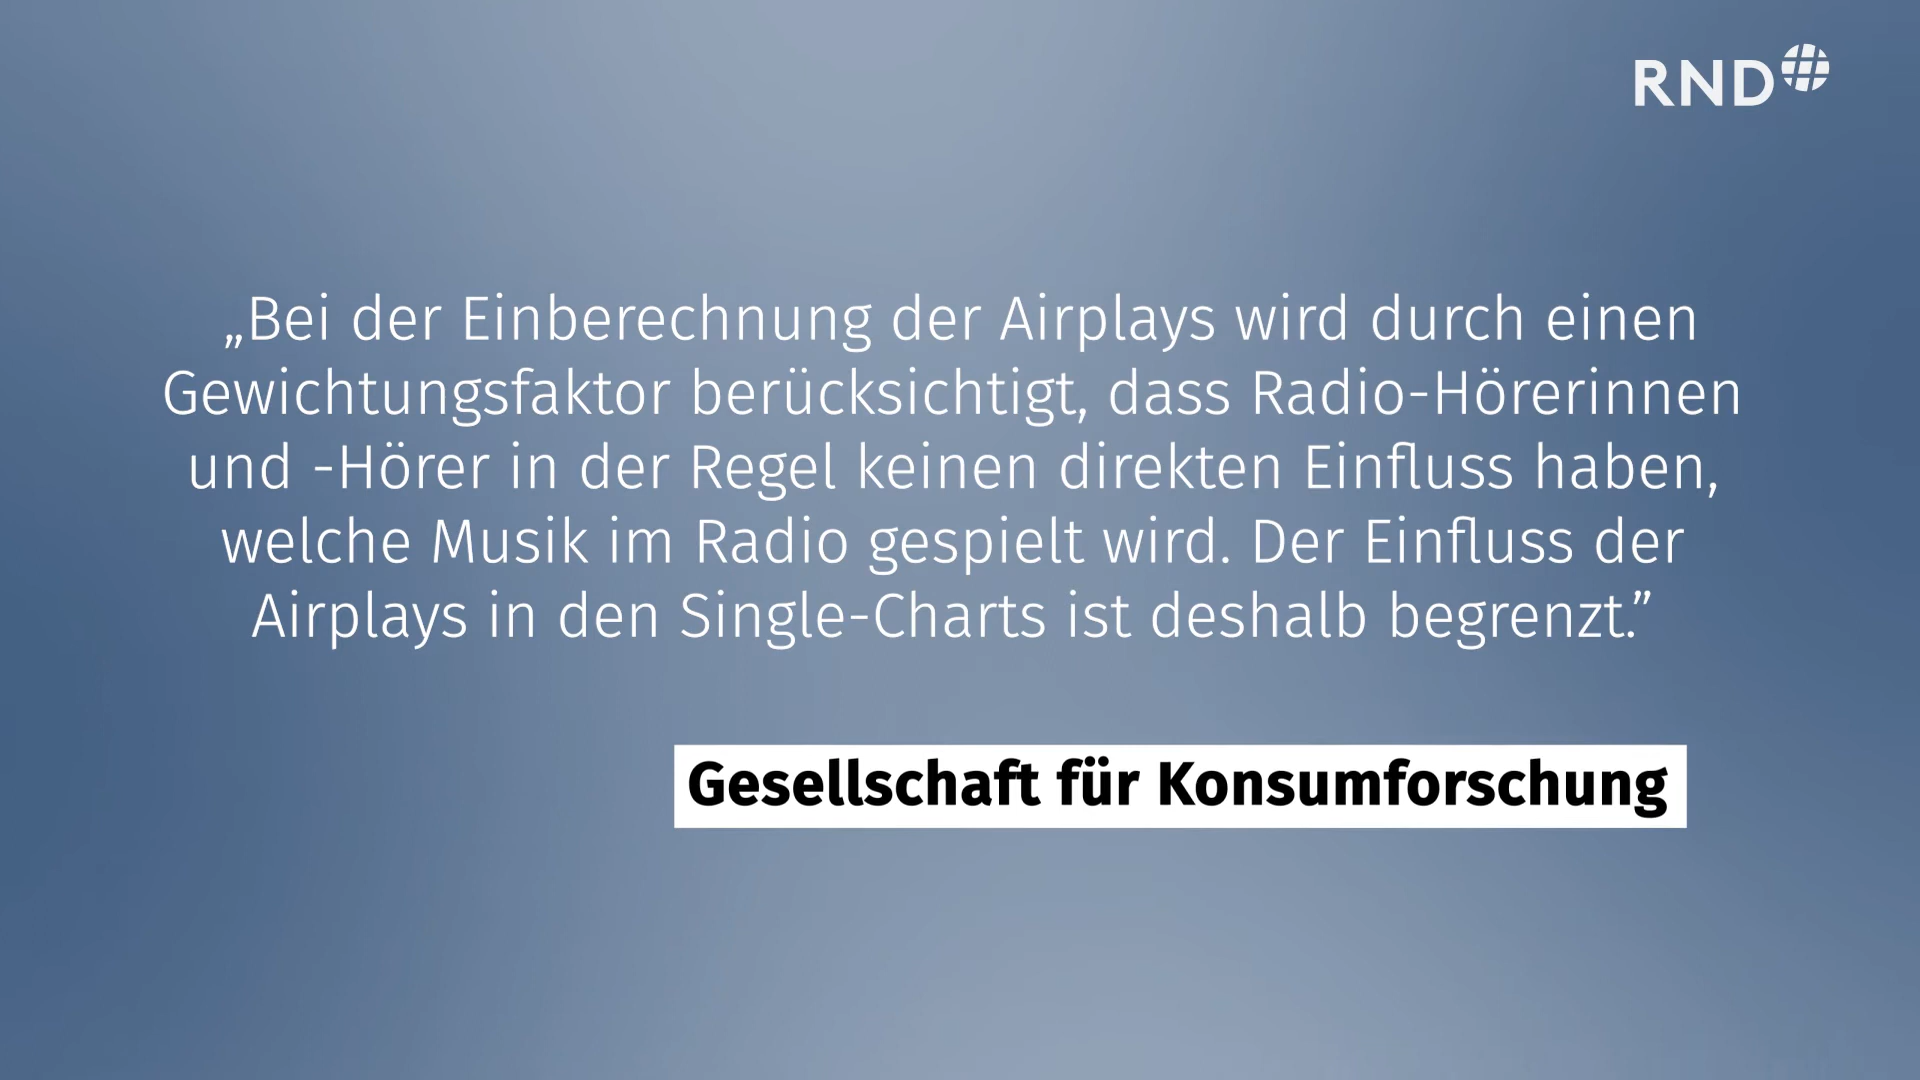 RND
„Bei der Einberechnung der Airplays wird durch einen
Gewichtungsfaktor berücksichtigt, dass Radio-Hörerinnen
und -Hörer in der Regel keinen direkten Einfluss haben,
welche Musik im Radio gespielt wird. Der Einfluss der
Airplays in den Single-Charts ist deshalb begrenzt.”
Gesellschaft für Konsumforschung